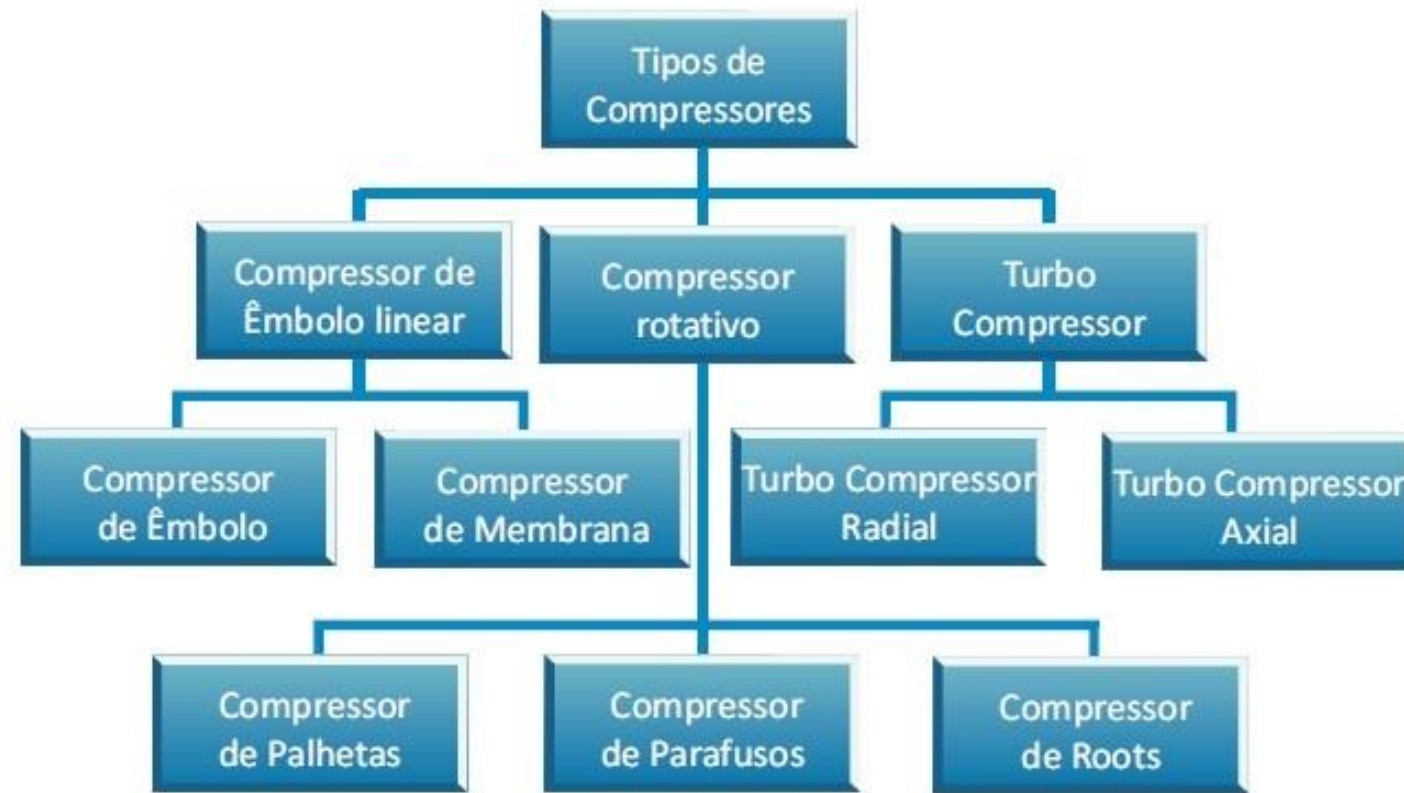 Tipos de
Compressores
Compressor de
Êmbolo linear
Compressor
rotativo
Turbo
Compressor
Compressor
de Êmbolo
Compressor
de Membrana
Turbo Compressor
Radial
Turbo Compressor
Axial
Compressor
de Palhetas
Compressor
de Parafusos
Compressor
de Roots